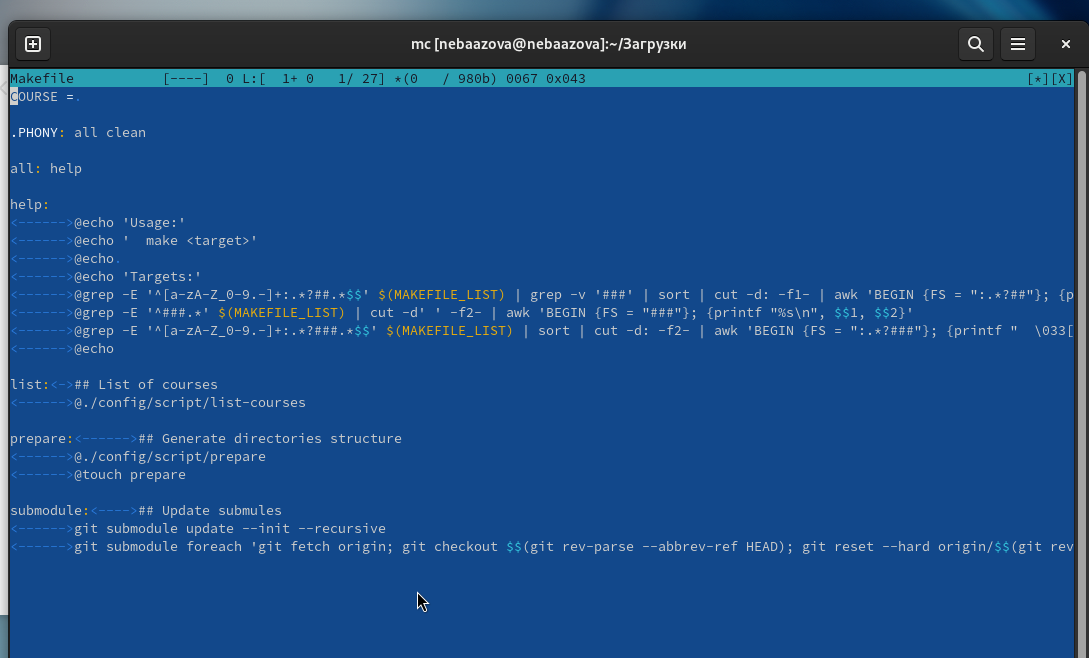 mc [nebaazova@nebaazova]:~/Загрузки
Makefile           [----]  0 L:[  1+ 0   1/ 27] *(0   / 980b) 0067 0x043                [*][X]
COURSE =.

.PHONY: all clean

all: help

help:
<------>@echo 'Usage:'
<------>@echo '  make <target>'
<------>@echo.
<------>@echo 'Targets:'
<------>@grep -E '^[a-zA-Z_0-9.-]+:.*?##.*$$' $(MAKEFILE_LIST) | grep -v '###' | sort | cut -d: -f1- | awk 'BEGIN {FS = ":.*?##"}; {p
<------>@grep -E '^###.*' $(MAKEFILE_LIST) | cut -d' ' -f2- | awk 'BEGIN {FS = "###"}; {printf "%s\n", $$1, $$2}'
<------>@grep -E '^[a-zA-Z_0-9.-]+:.*?###.*$$' $(MAKEFILE_LIST) | sort | cut -d: -f2- | awk 'BEGIN {FS = ":.*?###"}; {printf "  \033[
<------>@echo

list:<->## List of courses
<------>@./config/script/list-courses

prepare:<------>## Generate directories structure
<------>@./config/script/prepare
<------>@touch prepare

submodule:<---->## Update submules
<------>git submodule update --init --recursive
<------>git submodule foreach 'git fetch origin; git checkout $$(git rev-parse --abbrev-ref HEAD); git reset --hard origin/$$(git rev